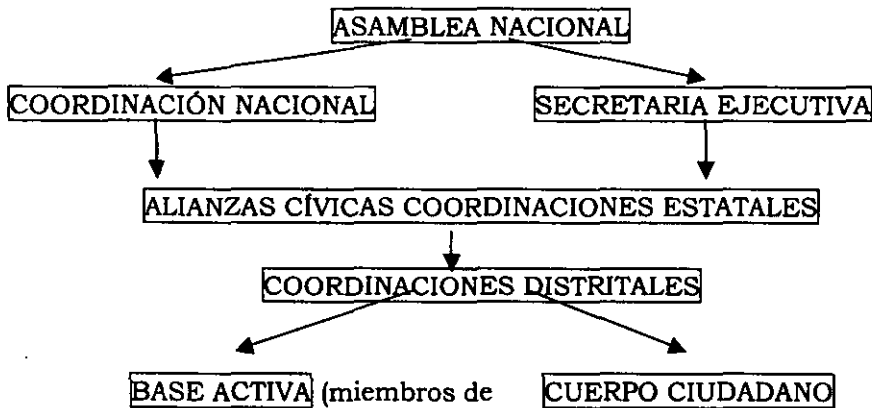 ASAMBLEA NACIONAL
COORDINACIÓN NACIONAL
SECRETARIA EJECUTIVA
ALIANZAS CÍVICAS COORDINACIONES ESTATALES
COORDINACIONES DISTRITALES
BASE ACTIVA (miembros de
CUERPO CIUDADANO